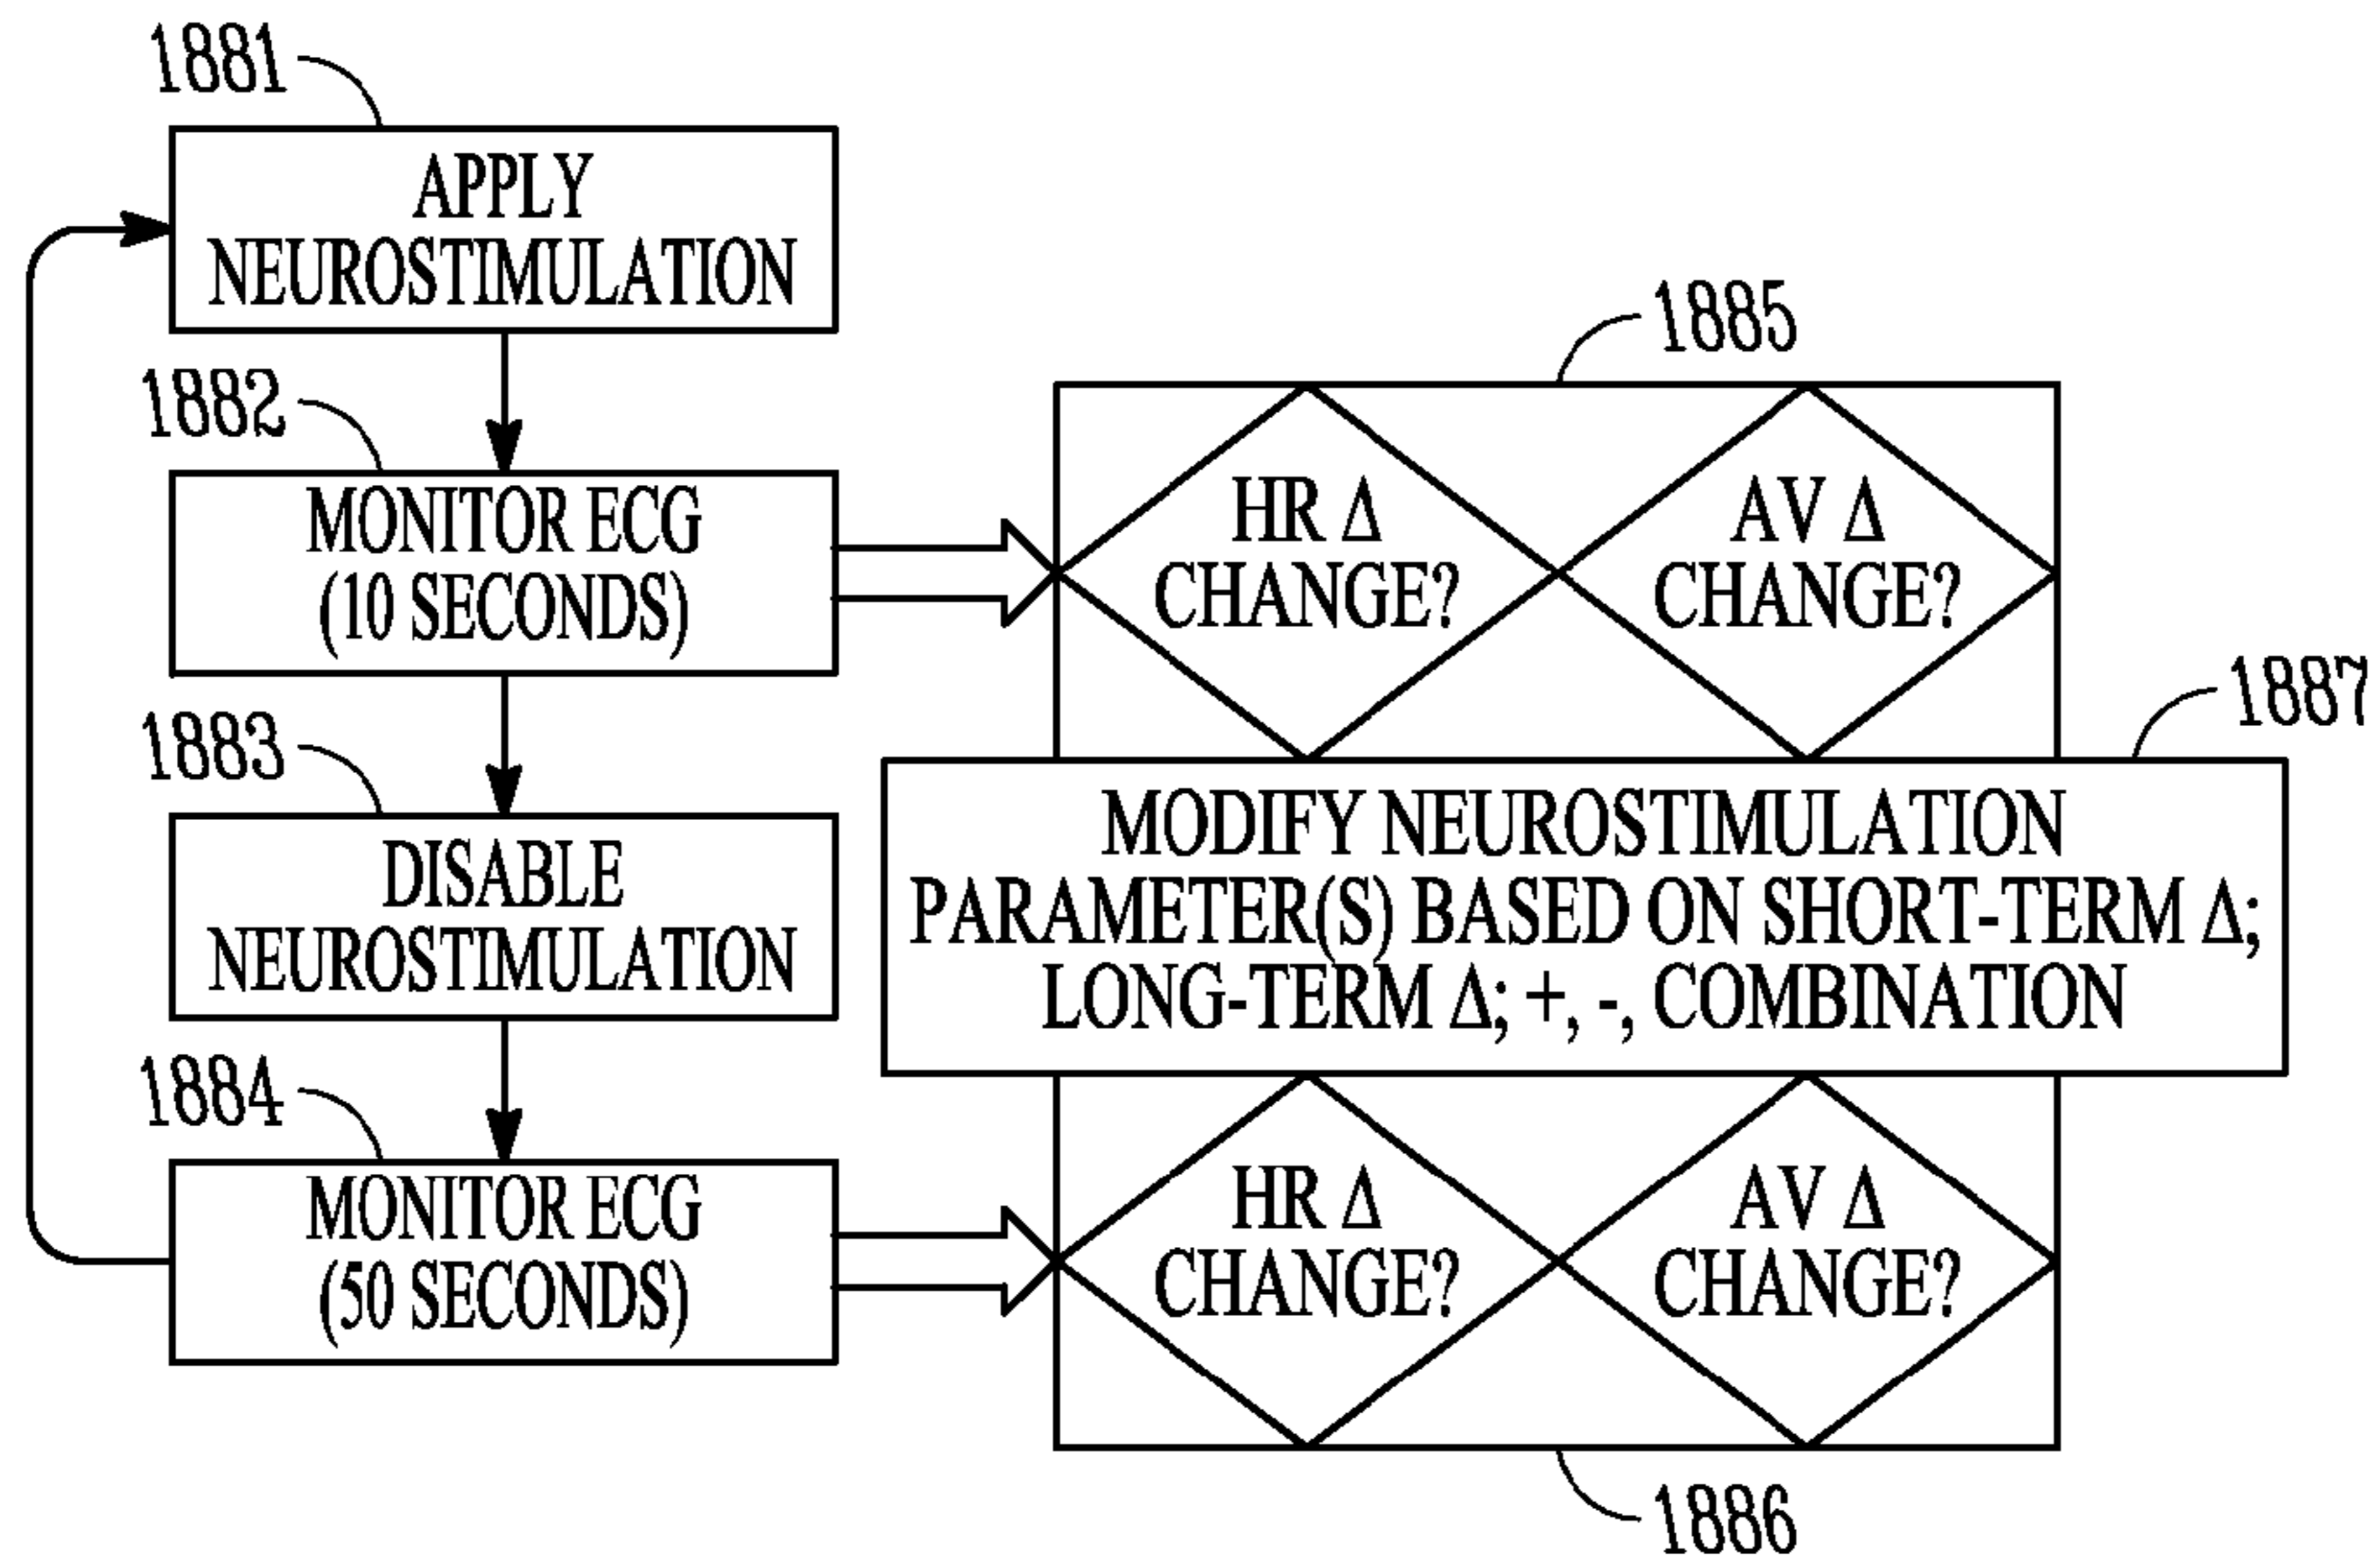 1881
APPLY
NEUROSTIMULATION
1882
MONITOR ECG
(10 SECONDS)
1883
DISABLE
NEUROSTIMULATION
1884
MONITOR ECG
(50 SECONDS)
1885
HR Δ
CHANGE?
AV Δ
CHANGE?
1887
MODIFY NEUROSTIMULATION
PARAMETER(S) BASED ON SHORT-TERM Δ;
LONG-TERM Δ; +, -, COMBINATION
HR Δ
CHANGE?
AV Δ
CHANGE?
1886